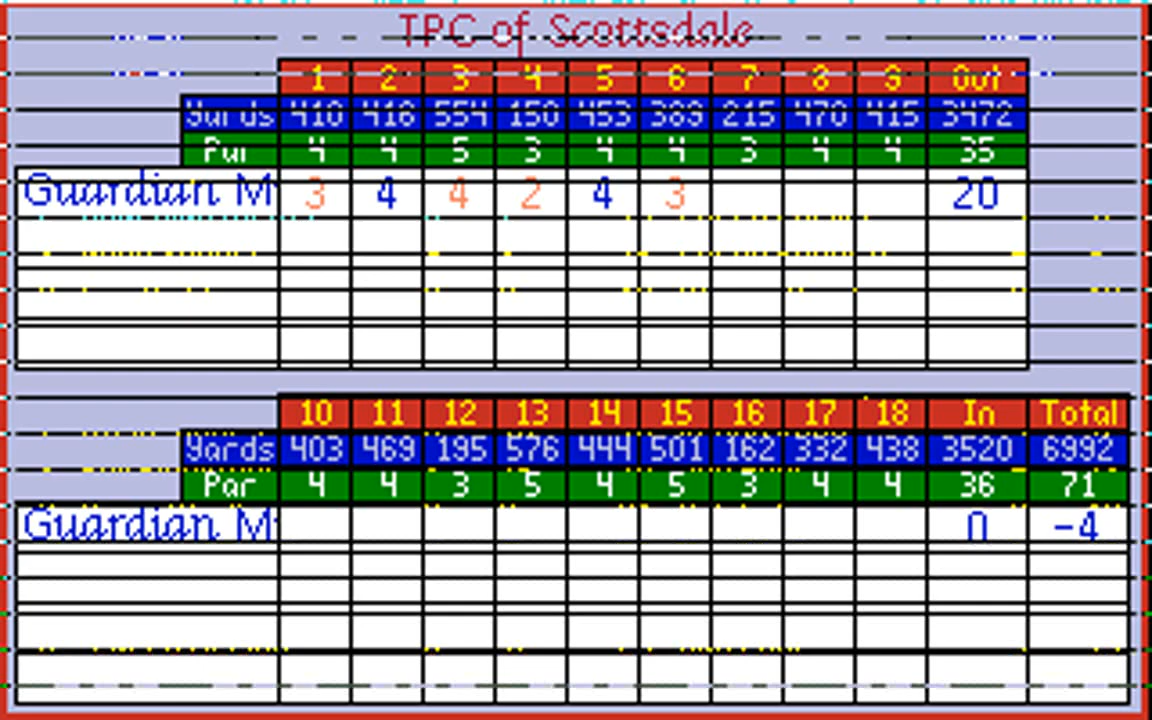 TPC of Scottsdale
1 2 3 4 5 6 7 8 9 Out
Yards 410 416 554 150 453 389 215 470 415 3472
Par 4 4 5 3 4 4 3 4 4 35
Guardian M 3 4 4 2 4 3 20
10 11 12 13 14 15 16 17 18 In Total
Yards 403 469 195 576 444 501 162 332 438 3520 6992
Par 4 4 3 5 4 5 3 4 4 36 71
Guardian M 0 -4